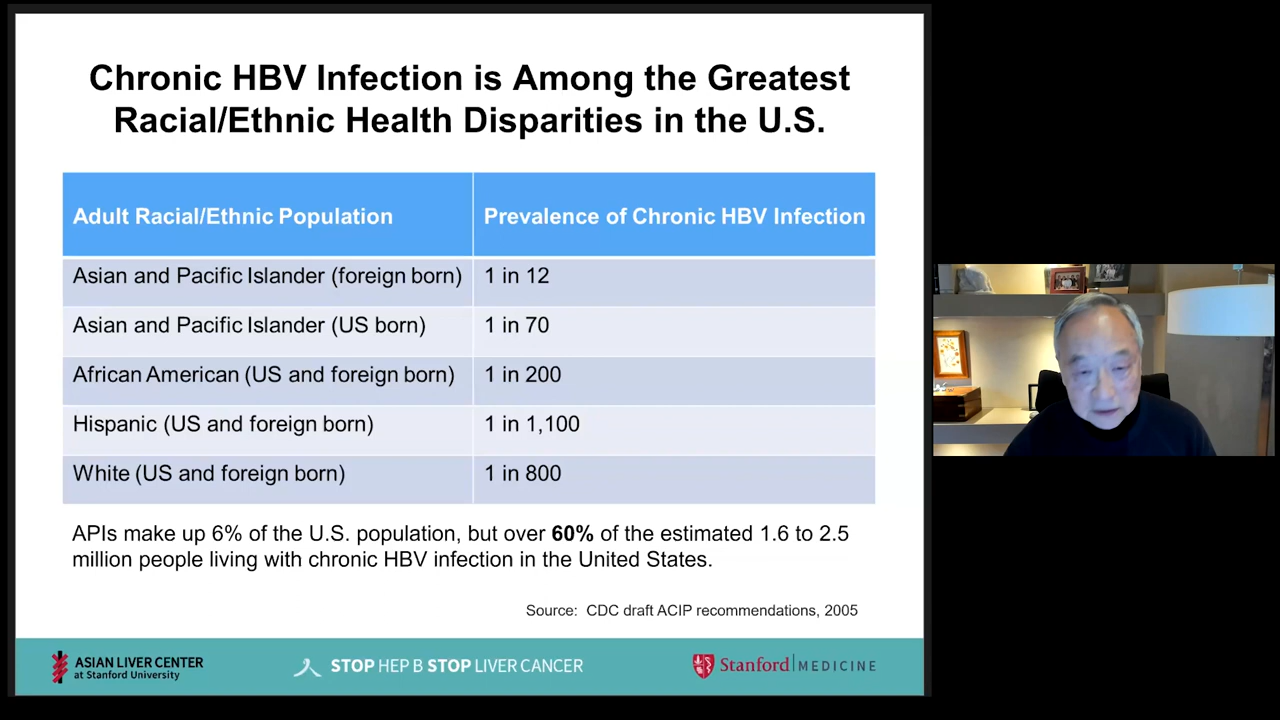 Chronic HBV Infection is Among the Greatest
Racial/Ethnic Health Disparities in the U.S.
Adult Racial/Ethnic Population Prevalence of Chronic HBV Infection
Asian and Pacific Islander (foreign born) 1 in 12
Asian and Pacific Islander (US born) 1 in 70
African American (US and foreign born) 1 in 200
Hispanic (US and foreign born) 1 in 1,100
White (US and foreign born) 1 in 800
APIs make up 6% of the U.S. population, but over 60% of the estimated 1.6 to 2.5
million people living with chronic HBV infection in the United States.
Source: CDC draft ACIP recommendations, 2005
ASIAN LIVER CENTER
at Stanford University
STOP HEP B STOP LIVER CANCER
Stanford MEDICINE